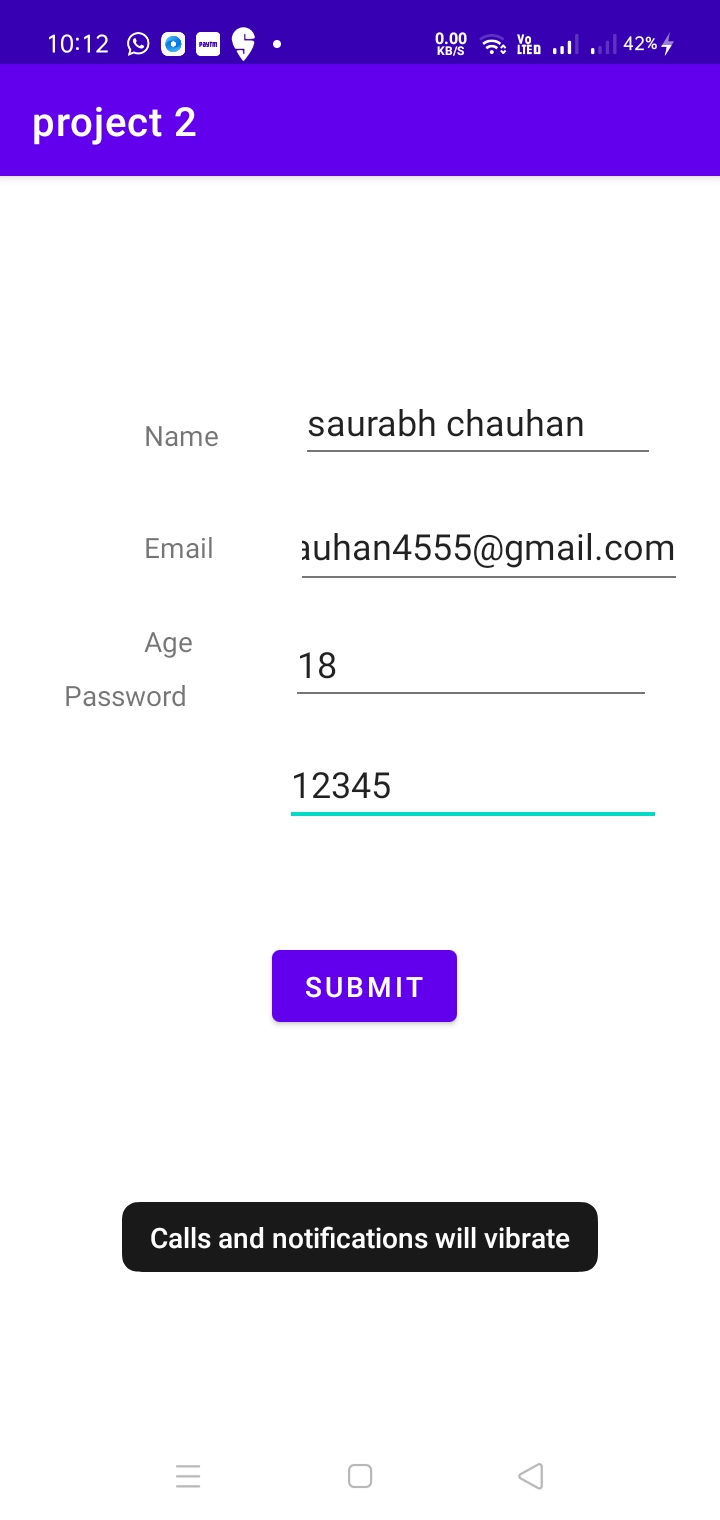 10:12 paytm 0.00 KB/S Vo LTE 42%
project 2
Name saurabh chauhan
Email auhan4555@gmail.com
Age
18
Password
12345
SUBMIT
Calls and notifications will vibrate